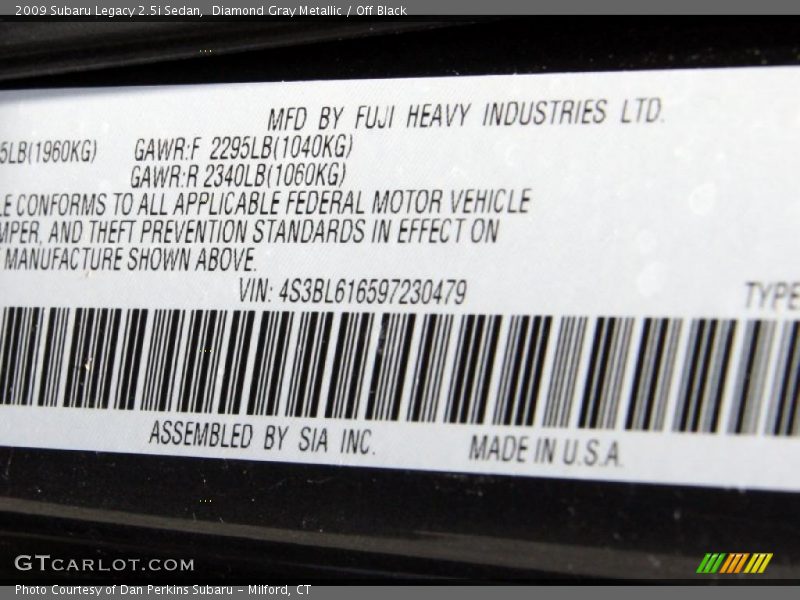 2009 Subaru Legacy 2.5i Sedan,  Diamond Gray Metallic / Off Black
MFD BY FUJI HEAVY INDUSTRIES LTD.
5LB(1960KG) GAWR:F 2295LB(1040KG)
GAWR:R 2340LB(1060KG)
LE CONFORMS TO ALL APPLICABLE FEDERAL MOTOR VEHICLE
MPER, AND THEFT PREVENTION STANDARDS IN EFFECT ON
MANUFACTURE SHOWN ABOVE.
VIN: 4S3BL616597230479 TYPE
ASSEMBLED BY SIA INC. MADE IN U.S.A.
GTCARLOT.COM
Photo Courtesy of Dan Perkins Subaru - Milford, CT